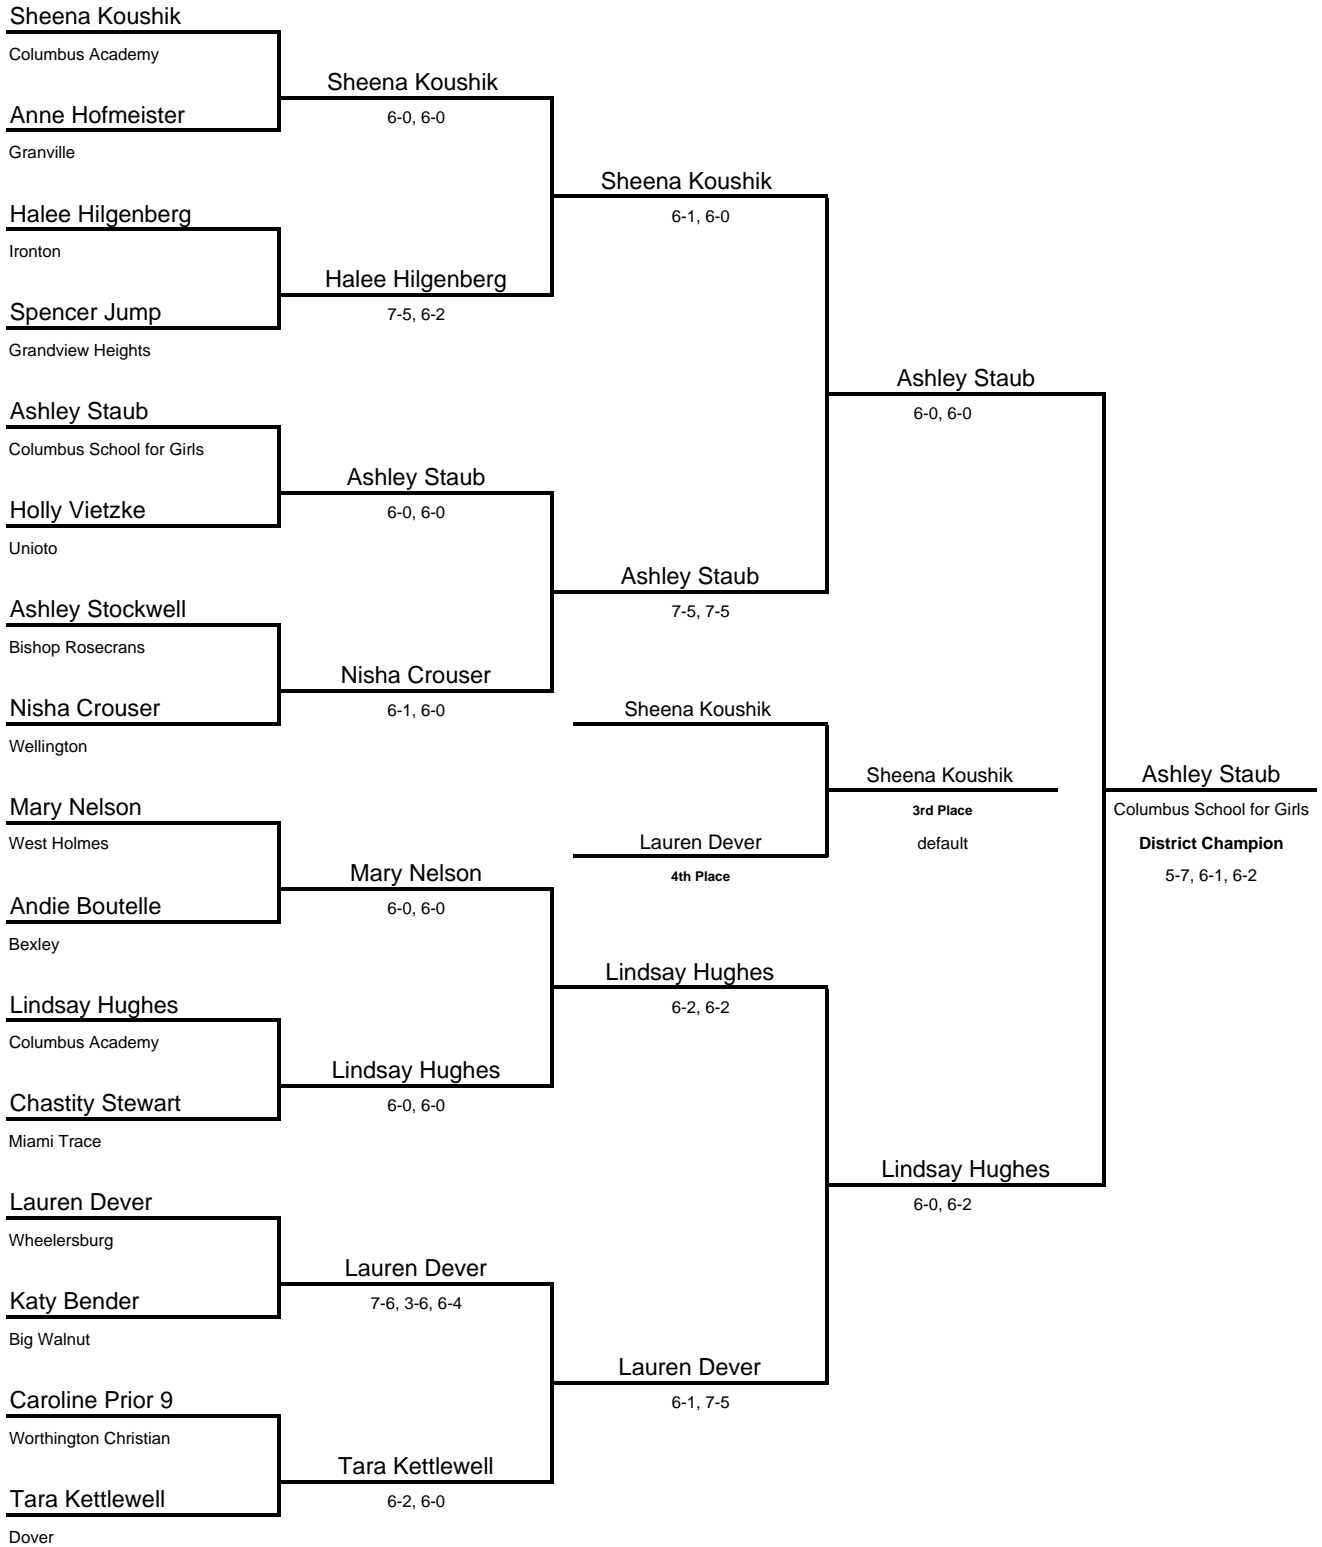 Sheena Koushik
Columbus Academy
Anne Hofmeister
Granville
Halee Hilgenberg
Ironton
Spencer Jump
Grandview Heights
Ashley Staub
Columbus School for Girls
Holly Vietzke
Unioto
Ashley Stockwell
Bishop Rosecrans
Nisha Crouser
Wellington
Mary Nelson
West Holmes
Andie Boutelle
Bexley
Lindsay Hughes
Columbus Academy
Chastity Stewart
Miami Trace
Lauren Dever
Wheelersburg
Katy Bender
Big Walnut
Caroline Prior 9
Worthington Christian
Tara Kettlewell
Dover
Sheena Koushik
6-0, 6-0
Halee Hilgenberg
7-5, 6-2
Ashley Staub
6-0, 6-0
Nisha Crouser
6-1, 6-0
Mary Nelson
6-0, 6-0
Lindsay Hughes
6-0, 6-0
Lauren Dever
7-6, 3-6, 6-4
Tara Kettlewell
6-2, 6-0
Sheena Koushik
6-1, 6-0
Ashley Staub
7-5, 7-5
Sheena Koushik
Lauren Dever
4th Place
Lindsay Hughes
6-2, 6-2
Lauren Dever
6-1, 7-5
Ashley Staub
6-0, 6-0
Sheena Koushik
3rd Place
default
Lindsay Hughes
6-0, 6-2
Ashley Staub
Columbus School for Girls
District Champion
5-7, 6-1, 6-2